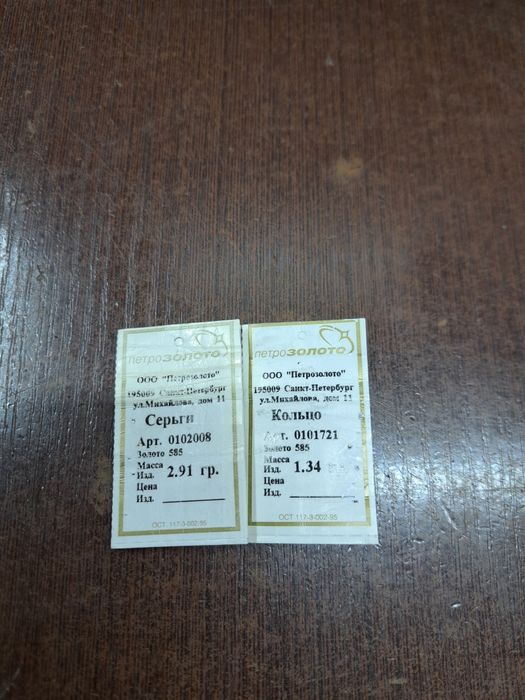 петрозолото
ООО "Петрозолото"
195009 Санкт-Петербург
ул.Михайлова, дом 11
Серьги
Арт. 0102008
Золото 585
Масса
Изд. 2.91 гр.
Цена
Изд.
ОСТ 117-3-002-95
петрозолото
ООО "Петрозолото"
195009 Санкт-Петербург
ул.Михайлова, дом 11
Кольцо
Арт. 0101721
Золото 585
Масса
Изд. 1.34
Цена
Изд.
ОСТ 117-3-002-95